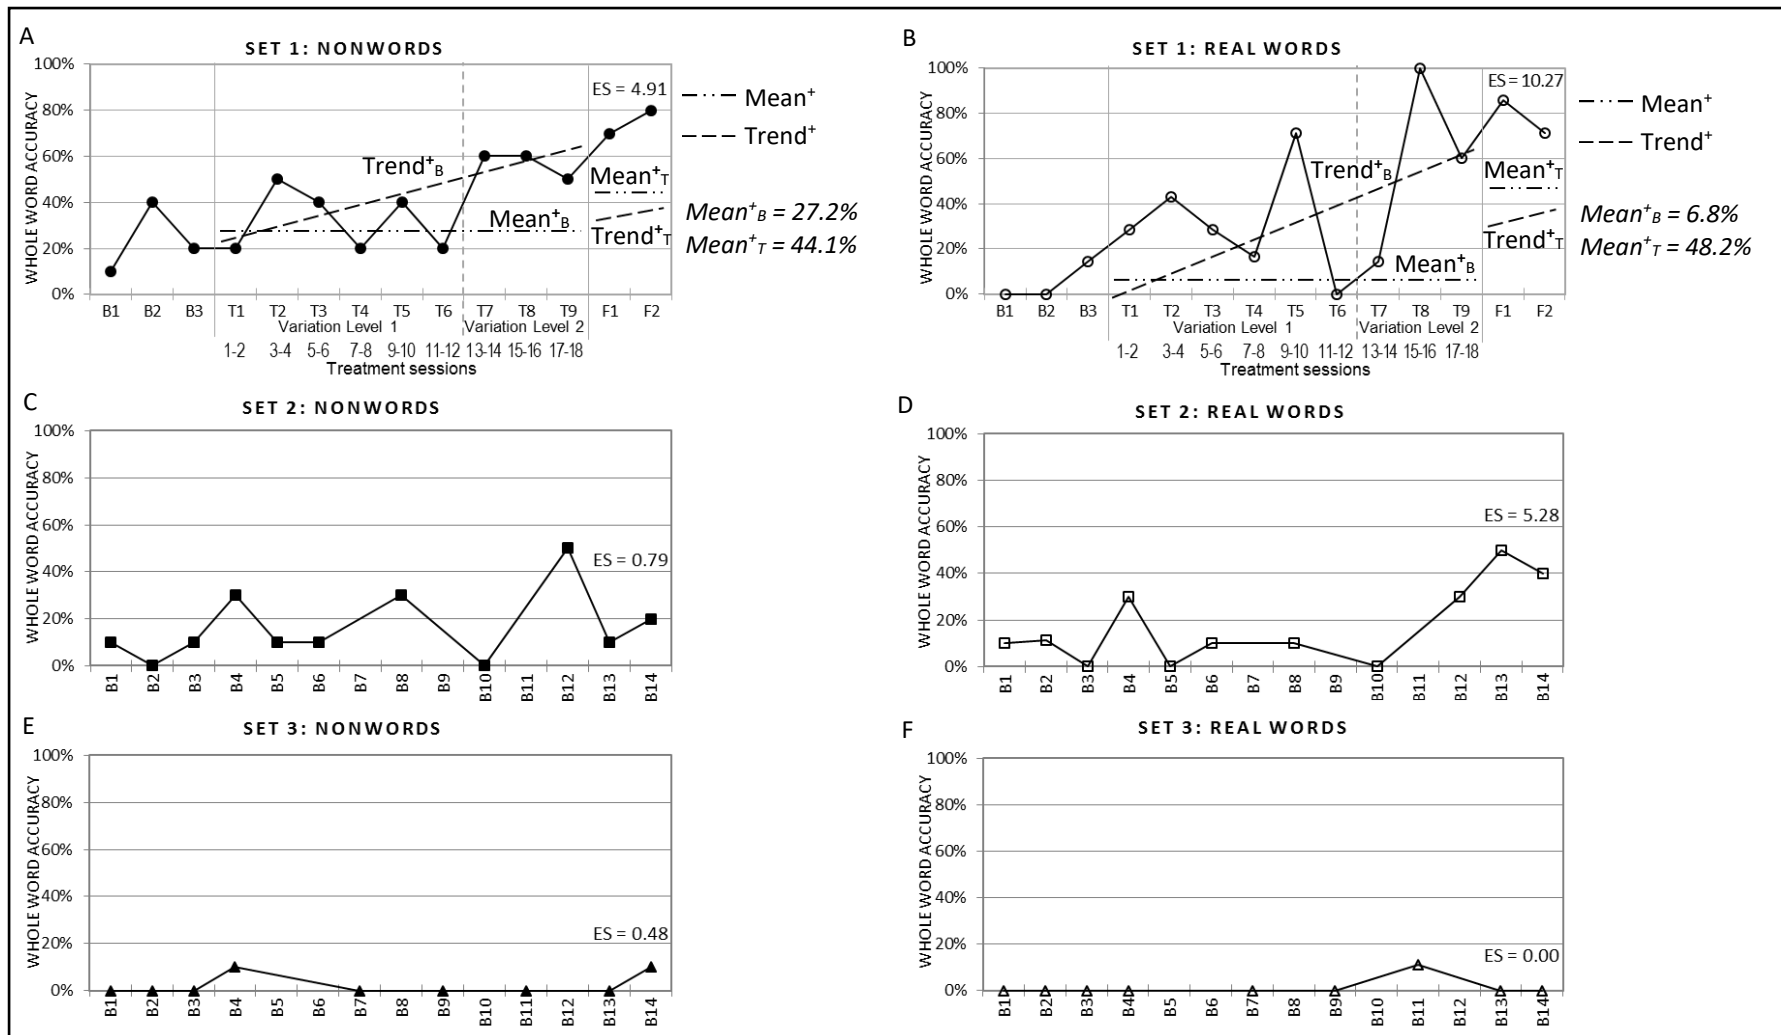 A
SET 1: NONWORDS
WHOLE WORD ACCURACY
100%
80%
60%
40%
20%
0%
ES = 4.91
Trend+B
Mean+B
Mean+T
Trend+T
Mean+
Trend+
Mean+B = 27.2%
Mean+T = 44.1%
B1 B2 B3 T1 T2 T3 T4 T5 T6 T7 T8 T9 F1 F2
Variation Level 1 Variation Level 2
1-2 3-4 5-6 7-8 9-10 11-12 13-14 15-16 17-18
Treatment sessions
B
SET 1: REAL WORDS
WHOLE WORD ACCURACY
100%
80%
60%
40%
20%
0%
ES = 10.27
Trend+B
Mean+B
Mean+T
Trend+T
Mean+
Trend+
Mean+B = 6.8%
Mean+T = 48.2%
B1 B2 B3 T1 T2 T3 T4 T5 T6 T7 T8 T9 F1 F2
Variation Level 1 Variation Level 2
1-2 3-4 5-6 7-8 9-10 11-12 13-14 15-16 17-18
Treatment sessions
C
SET 2: NONWORDS
WHOLE WORD ACCURACY
100%
80%
60%
40%
20%
0%
ES = 0.79
B1 B2 B3 B4 B5 B6 B7 B8 B9 B10 B11 B12 B13 B14
D
SET 2: REAL WORDS
WHOLE WORD ACCURACY
100%
80%
60%
40%
20%
0%
ES = 5.28
B1 B2 B3 B4 B5 B6 B7 B8 B9 B10 B11 B12 B13 B14
E
SET 3: NONWORDS
WHOLE WORD ACCURACY
100%
80%
60%
40%
20%
0%
ES = 0.48
B1 B2 B3 B4 B5 B6 B7 B8 B9 B10 B11 B12 B13 B14
F
SET 3: REAL WORDS
WHOLE WORD ACCURACY
100%
80%
60%
40%
20%
0%
ES = 0.00
B1 B2 B3 B4 B5 B6 B7 B8 B9 B10 B11 B12 B13 B14